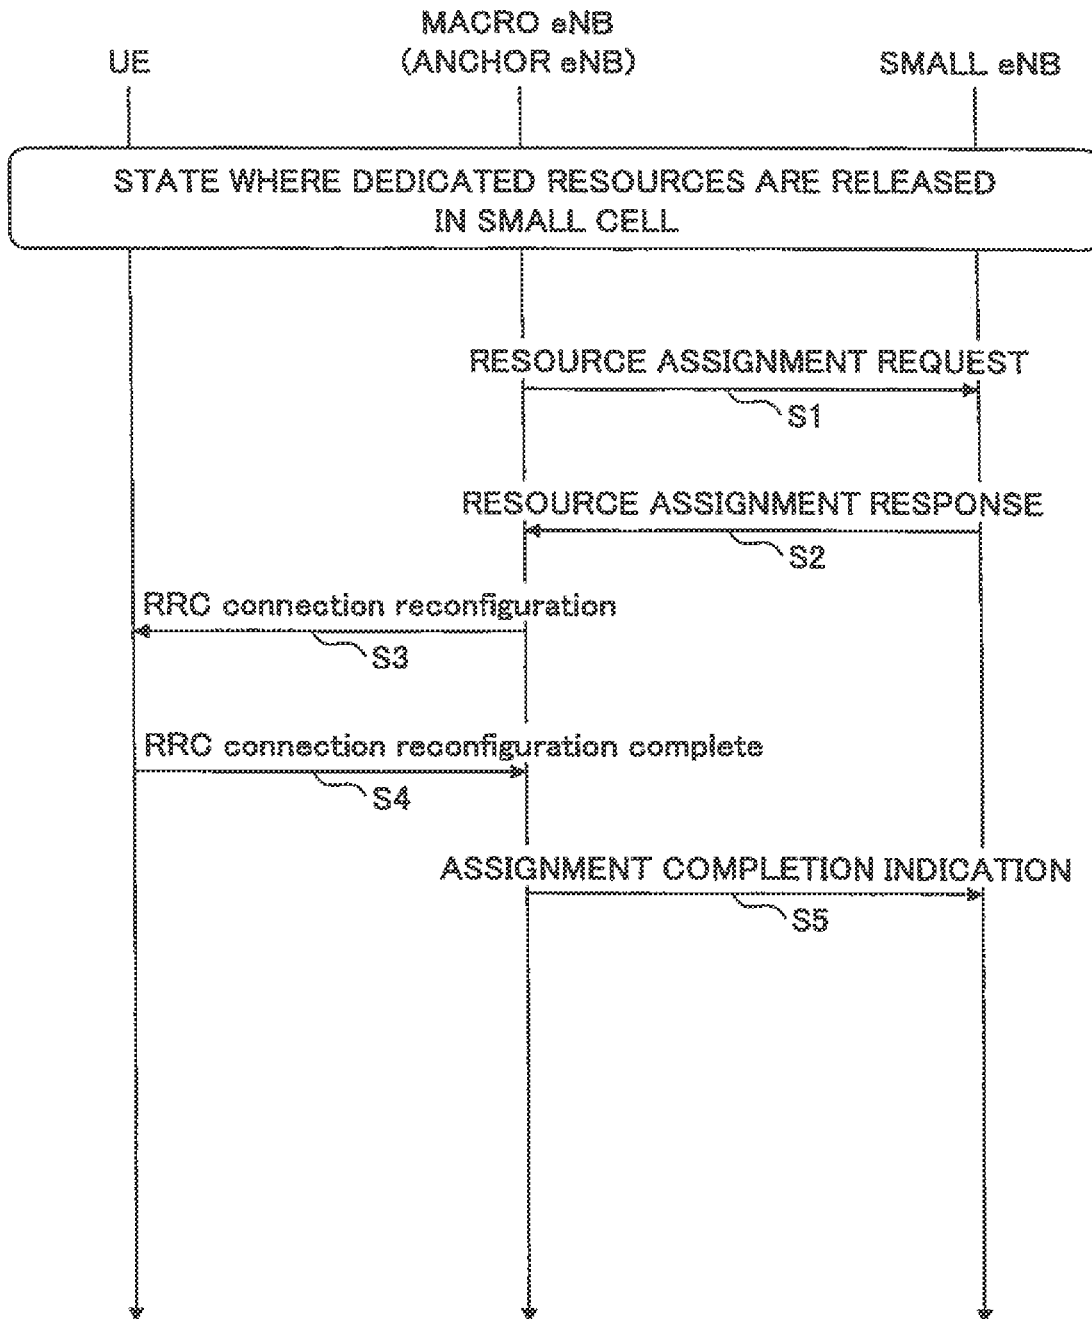 UE
MACRO eNB
(ANCHOR eNB)
SMALL eNB
STATE WHERE DEDICATED RESOURCES ARE RELEASED
IN SMALL CELL
RESOURCE ASSIGNMENT REQUEST
S1
RESOURCE ASSIGNMENT RESPONSE
S2
RRC connection reconfiguration
S3
RRC connection reconfiguration complete
S4
ASSIGNMENT COMPLETION INDICATION
S5